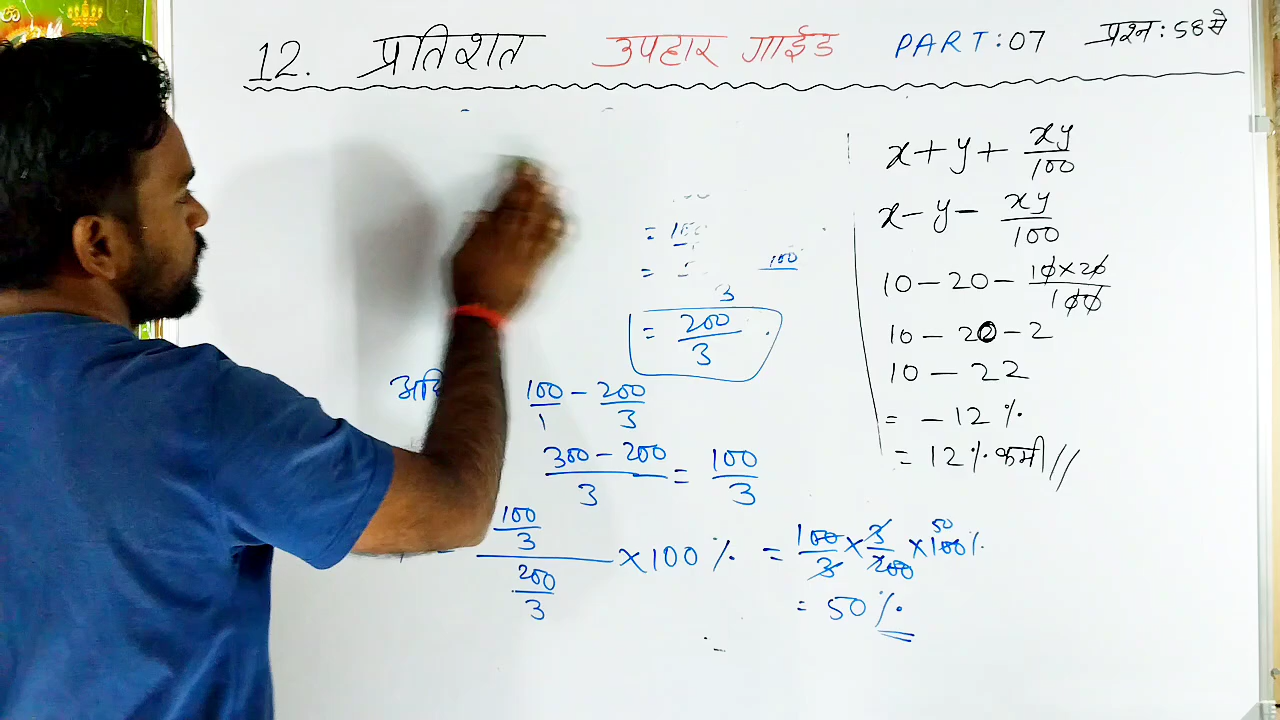 12. प्रतिशत उपहार गाईड PART:07 प्रश्न:58 से
= 200/3
100/1 - 200/3
300-200/3 = 100/3
100/3 / 200/3 × 100% = 100/3 × 3/200 × 100% 50
= 50%
x+y+ xy/100
x-y- xy/100
10-20- 10×20/100
10-20-2
10-22
= -12%
= 12% कमी//